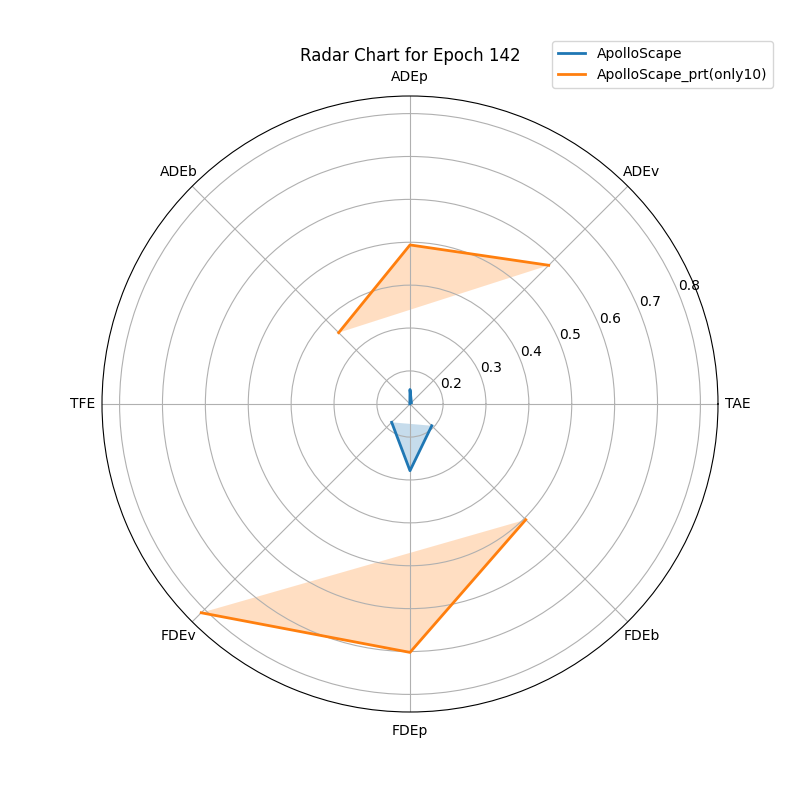 Radar Chart for Epoch 142
ApolloScape
ApolloScape_prt(only10)
ADEp
ADEb
ADEv
0.8
0.7
0.6
0.5
0.4
0.3
0.2
TFE
TAE
FDEv
FDEb
FDEp